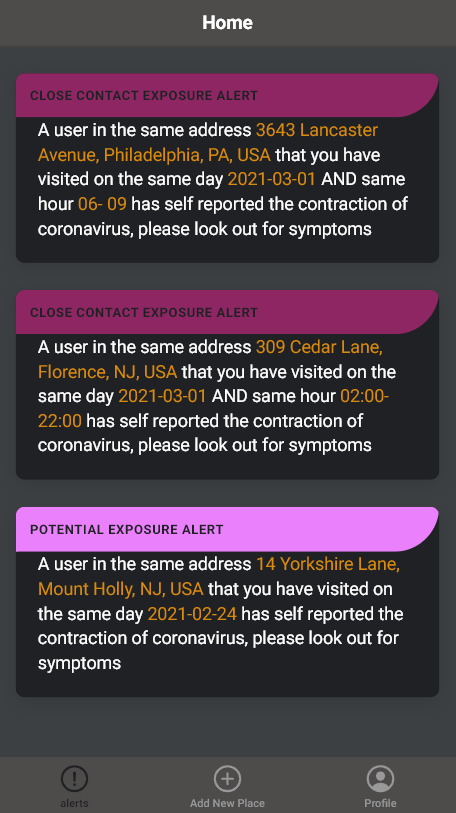 Home
CLOSE CONTACT EXPOSURE ALERT
A user in the same address 3643 Lancaster
Avenue, Philadelphia, PA, USA that you have
visited on the same day 2021-03-01 AND same
hour 06- 09 has self reported the contraction of
coronavirus, please look out for symptoms
CLOSE CONTACT EXPOSURE ALERT
A user in the same address 309 Cedar Lane,
Florence, NJ, USA that you have visited on the
same day 2021-03-01 AND same hour 02:00-
22:00 has self reported the contraction of
coronavirus, please look out for symptoms
POTENTIAL EXPOSURE ALERT
A user in the same address 14 Yorkshire Lane,
Mount Holly, NJ, USA that you have visited on
the same day 2021-02-24 has self reported the
contraction of coronavirus, please look out for
symptoms
alerts
Add New Place
Profile